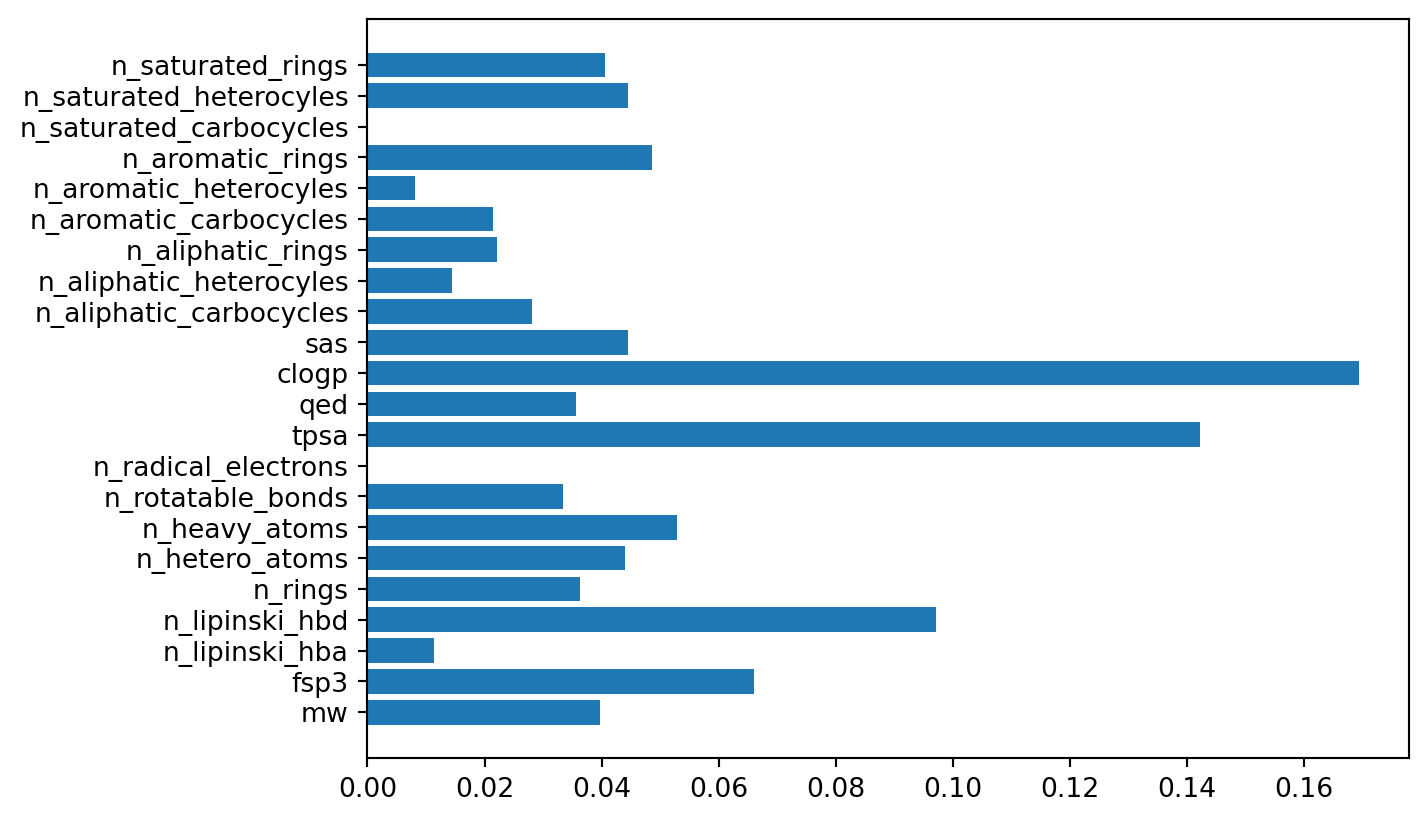 n_saturated_rings
n_saturated_heterocyles
n_saturated_carbocycles
n_aromatic_rings
n_aromatic_heterocyles
n_aromatic_carbocycles
n_aliphatic_rings
n_aliphatic_heterocyles
n_aliphatic_carbocycles
sas
clogp
qed
tpsa
n_radical_electrons
n_rotatable_bonds
n_heavy_atoms
n_hetero_atoms
n_rings
n_lipinski_hbd
n_lipinski_hba
fsp3
mw
0.00 0.02 0.04 0.06 0.08 0.10 0.12 0.14 0.16